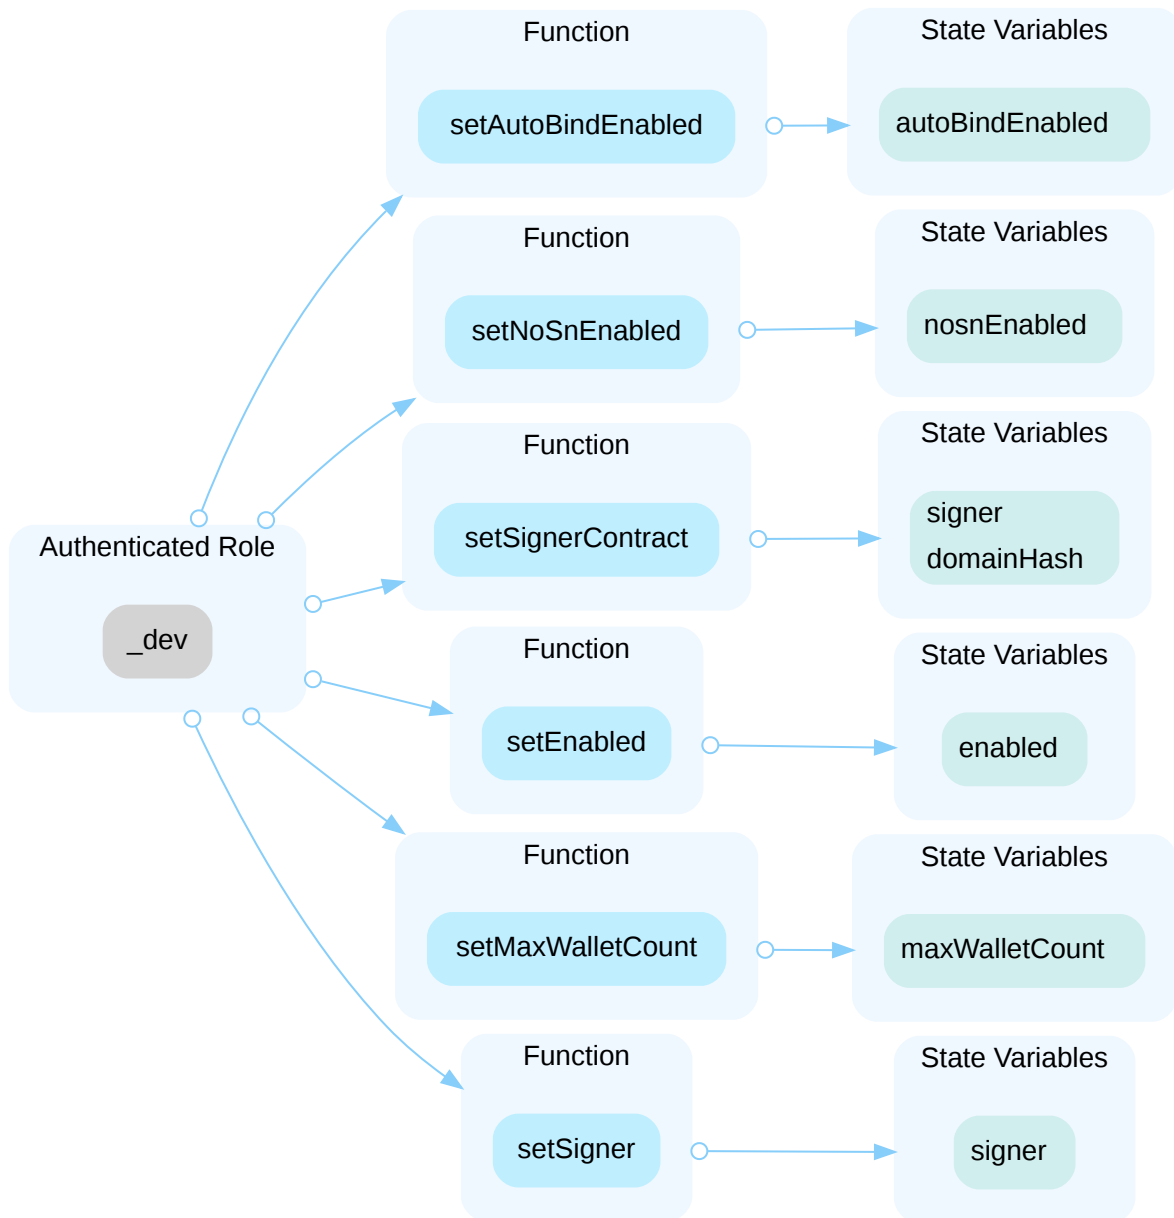 Function
setAutoBindEnabled
State Variables
autoBindEnabled
Function
setNoSnEnabled
State Variables
nosnEnabled
Function
setSignerContract
State Variables
signer
domainHash
Authenticated Role
_dev
Function
setEnabled
State Variables
enabled
Function
setMaxWalletCount
State Variables
maxWalletCount
Function
setSigner
State Variables
signer